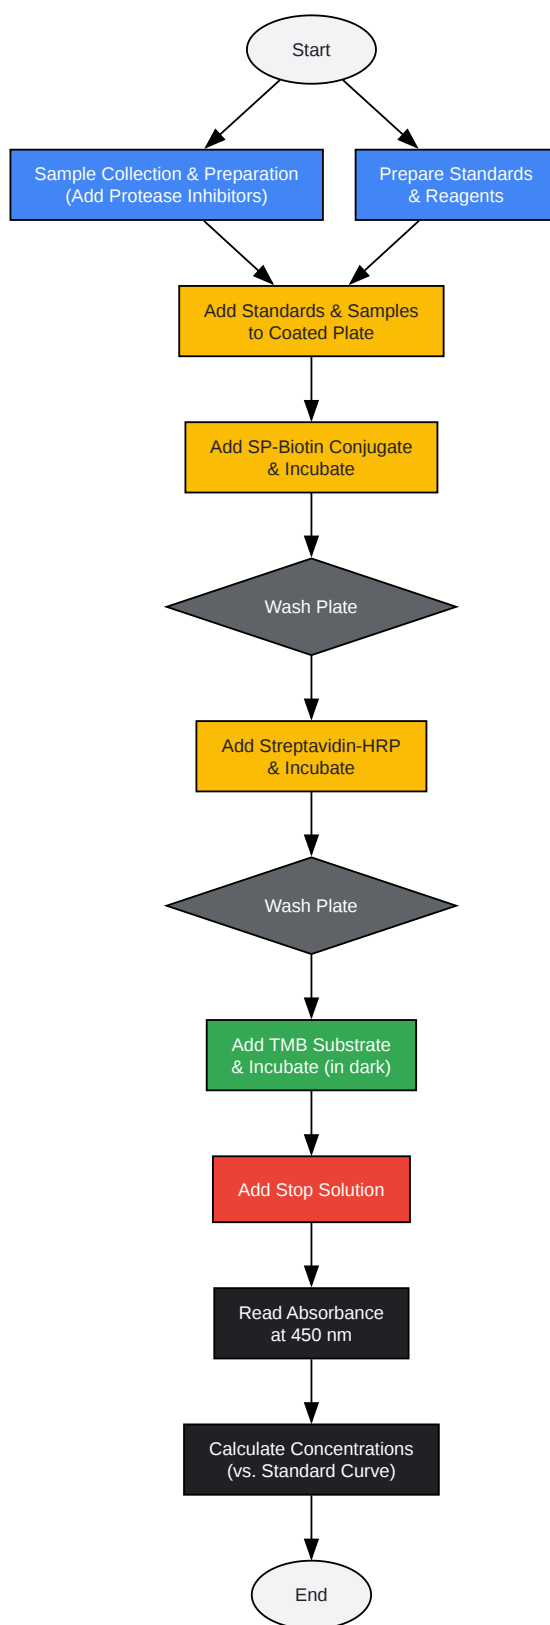 Start
Sample Collection & Preparation
(Add Protease Inhibitors)
Prepare Standards
& Reagents
Add Standards & Samples
to Coated Plate
Add SP-Biotin Conjugate
& Incubate
Wash Plate
Add Streptavidin-HRP
& Incubate
Wash Plate
Add TMB Substrate
& Incubate (in dark)
Add Stop Solution
Read Absorbance
at 450 nm
Calculate Concentrations
(vs. Standard Curve)
End